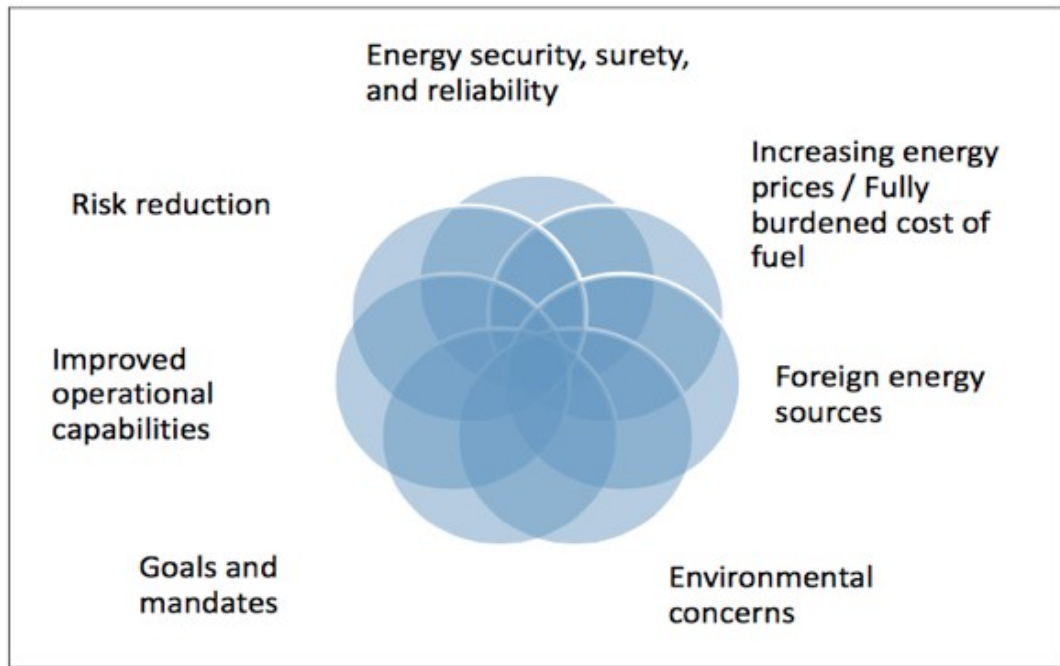 Energy security, surety,
and reliability
Increasing energy
prices / Fully
burdened cost of
fuel
Risk reduction
Improved
operational
capabilities
Foreign energy
sources
Goals and
mandates
Environmental
concerns